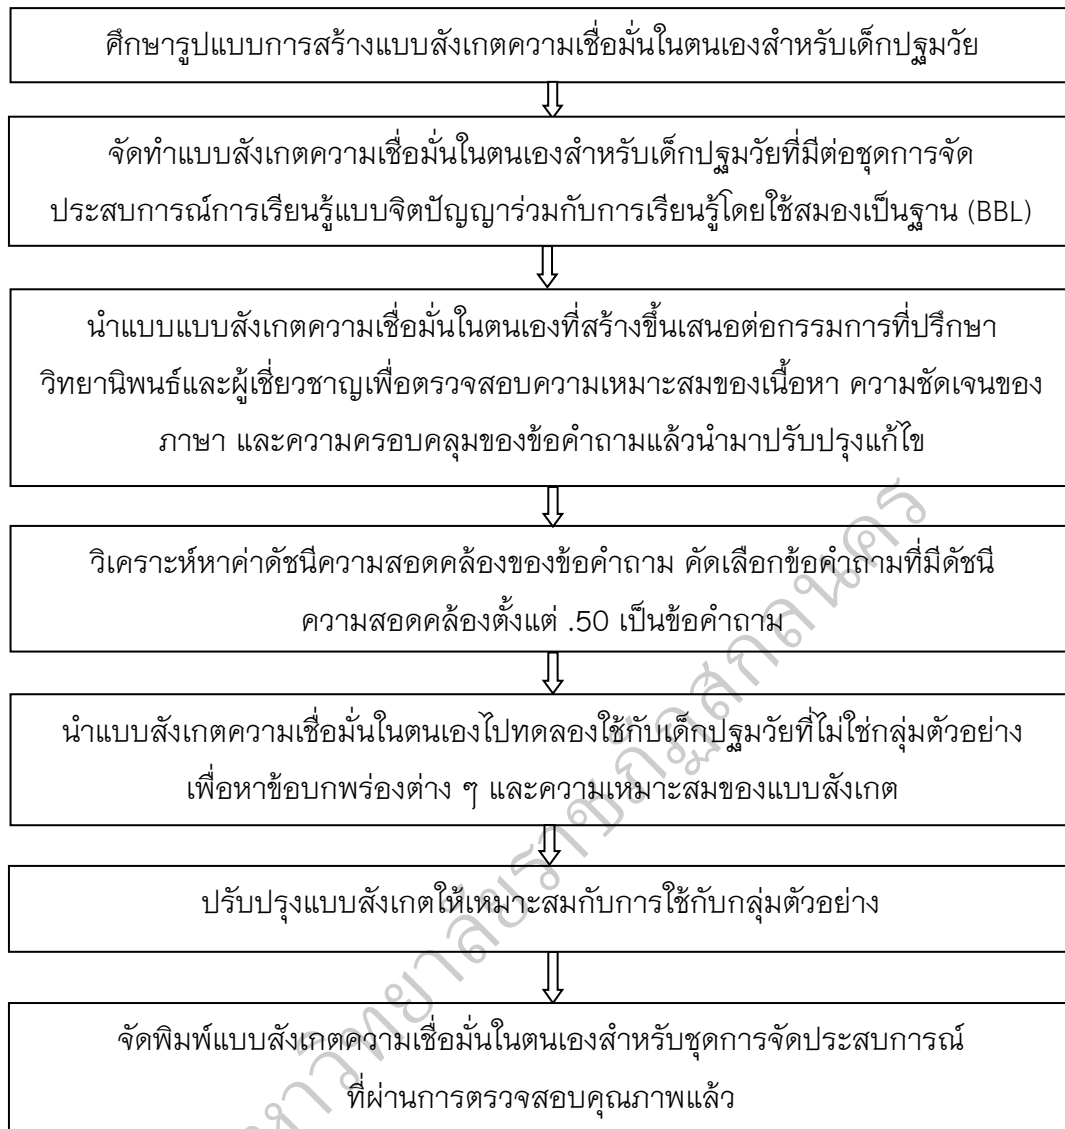 ศึกษารูปแบบการสร้างแบบสังเกตความเชื่อมั่นในตนเองสำหรับเด็กปฐมวัย
จัดทำแบบสังเกตความเชื่อมั่นในตนเองสำหรับเด็กปฐมวัยที่มีต่อชุดการจัด
ประสบการณ์การเรียนรู้แบบจิตปัญญาร่วมกับการเรียนรู้โดยใช้สมองเป็นฐาน (BBL)
นำแบบแบบสังเกตความเชื่อมั่นในตนเองที่สร้างขึ้นเสนอต่อกรรมการที่ปรึกษา
วิทยานิพนธ์และผู้เชี่ยวชาญเพื่อตรวจสอบความเหมาะสมของเนื้อหา ความชัดเจนของ
ภาษา และความครอบคลุมของข้อคำถามแล้วนำมาปรับปรุงแก้ไข
วิเคราะห์หาค่าดัชนีความสอดคล้องของข้อคำถาม คัดเลือกข้อคำถามที่มีดัชนี
ความสอดคล้องตั้งแต่ .50 เป็นข้อคำถาม
นำแบบสังเกตความเชื่อมั่นในตนเองไปทดลองใช้กับเด็กปฐมวัยที่ไม่ใช่กลุ่มตัวอย่าง
เพื่อหาข้อบกพร่องต่าง ๆ และความเหมาะสมของแบบสังเกต
ปรับปรุงแบบสังเกตให้เหมาะสมกับการใช้กับกลุ่มตัวอย่าง
จัดพิมพ์แบบสังเกตความเชื่อมั่นในตนเองสำหรับชุดการจัดประสบการณ์
ที่ผ่านการตรวจสอบคุณภาพแล้ว
หาวิทยาลัยราชภัฏสกลนคร